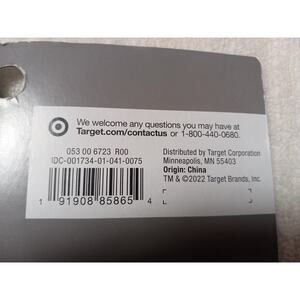 We welcome any questions you may have at
Target.com/contactus or 1-800-440-0680.
053 00 6723 R00
IDC-001734-01-041-0075
1 91908 85865 4
Distributed by Target Corporation
Minneapolis, MN 55403
Origin: China
TM & ©2022 Target Brands, Inc.